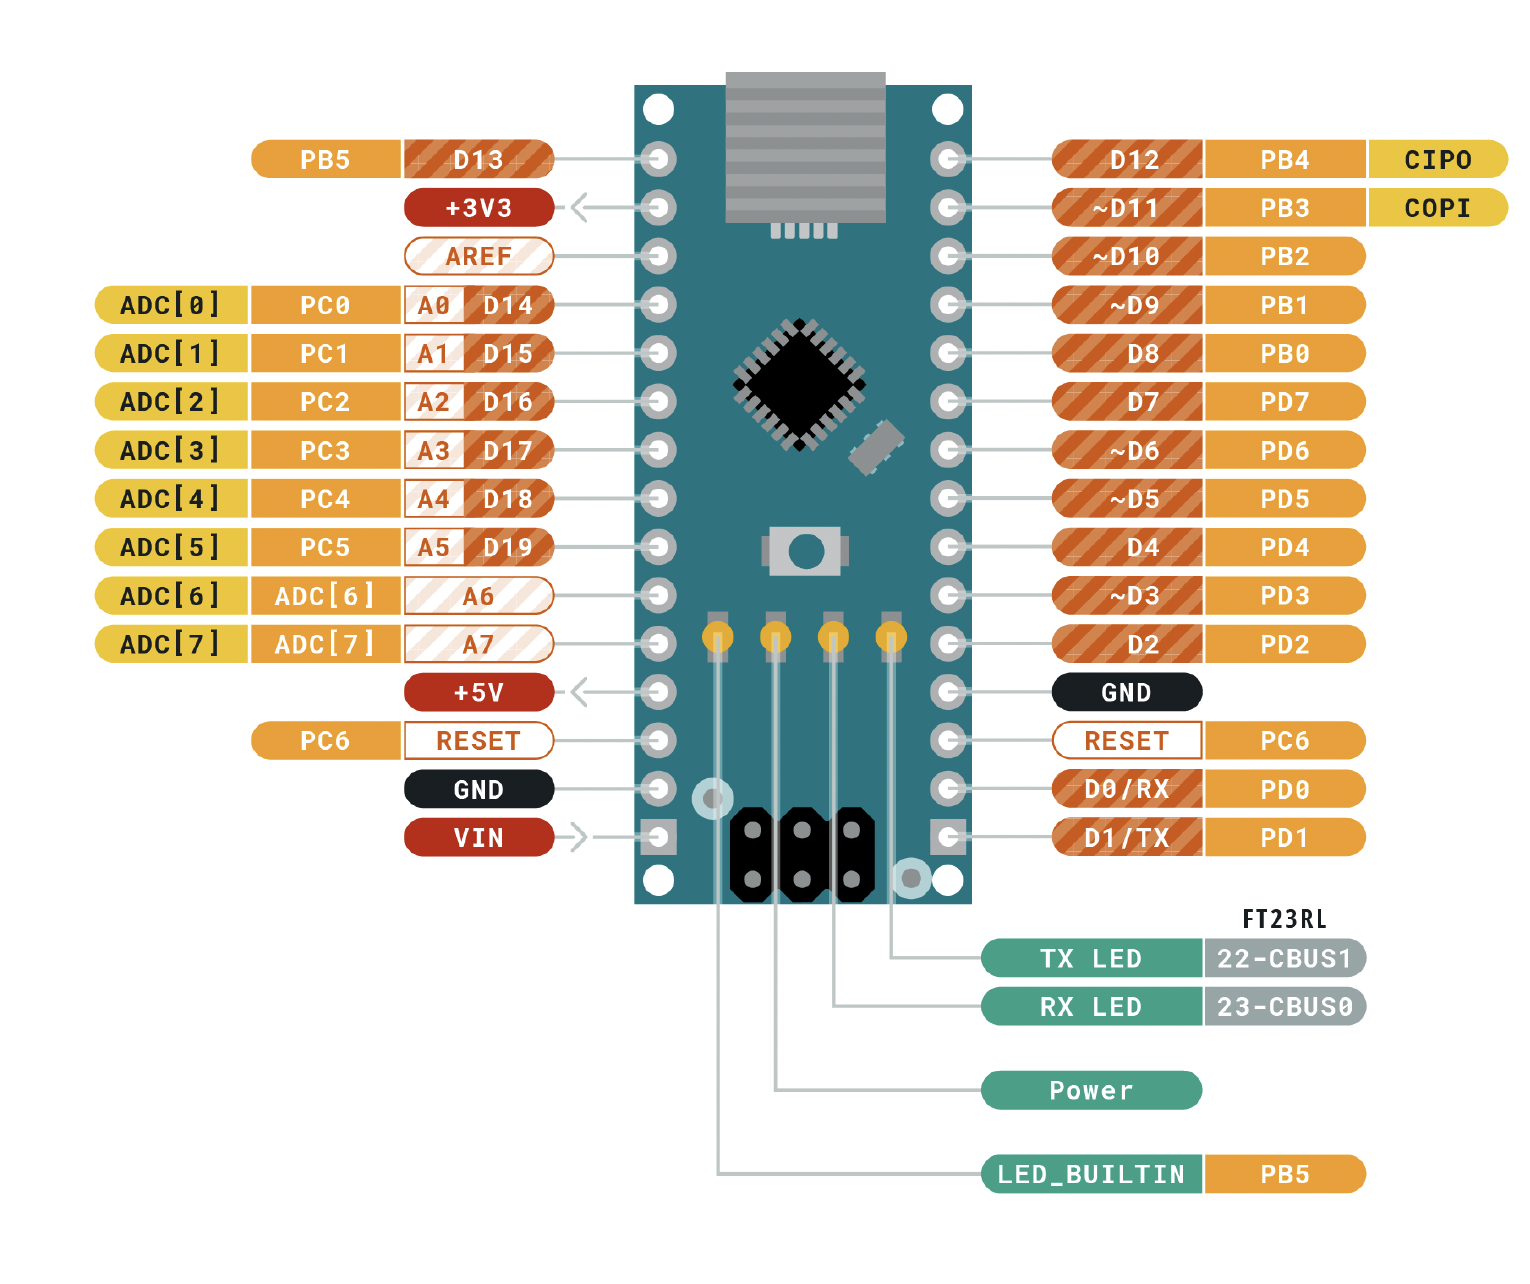 PB5 D13 D12 PB4 CIPO
+3V3 ~D11 PB3 COPI
AREF ~D10 PB2
ADC[0] PC0 A0 D14 ~D9 PB1
ADC[1] PC1 A1 D15 D8 PB0
ADC[2] PC2 A2 D16 D7 PD7
ADC[3] PC3 A3 D17 ~D6 PD6
ADC[4] PC4 A4 D18 ~D5 PD5
ADC[5] PC5 A5 D19 D4 PD4
ADC[6] ADC[6] A6 ~D3 PD3
ADC[7] ADC[7] A7 D2 PD2
+5V GND
PC6 RESET RESET PC6
GND D0/RX PD0
VIN D1/TX PD1
FT23RL
TX LED 22-CBUS1
RX LED 23-CBUS0
Power
LED_BUILTIN PB5